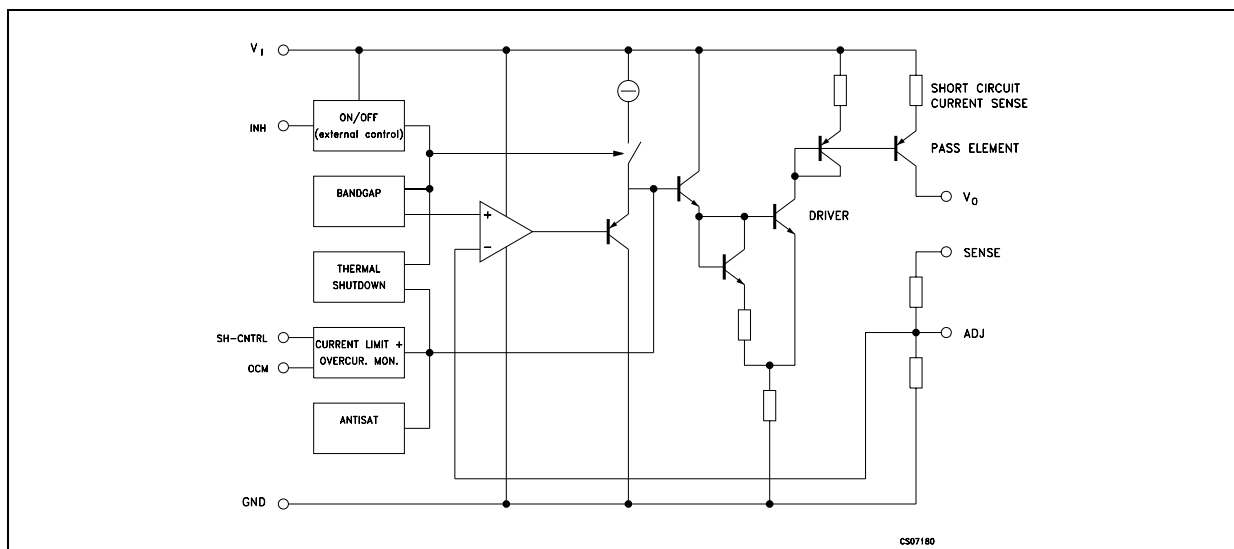 V I
INH
ON/OFF
(external control)
BANDGAP
THERMAL
SHUTDOWN
SH-CNTRL
OCM
CURRENT LIMIT +
OVERCUR. MON.
ANTISAT
GND
+
−
SHORT CIRCUIT
CURRENT SENSE
PASS ELEMENT
V O
DRIVER
SENSE
ADJ
CS07180